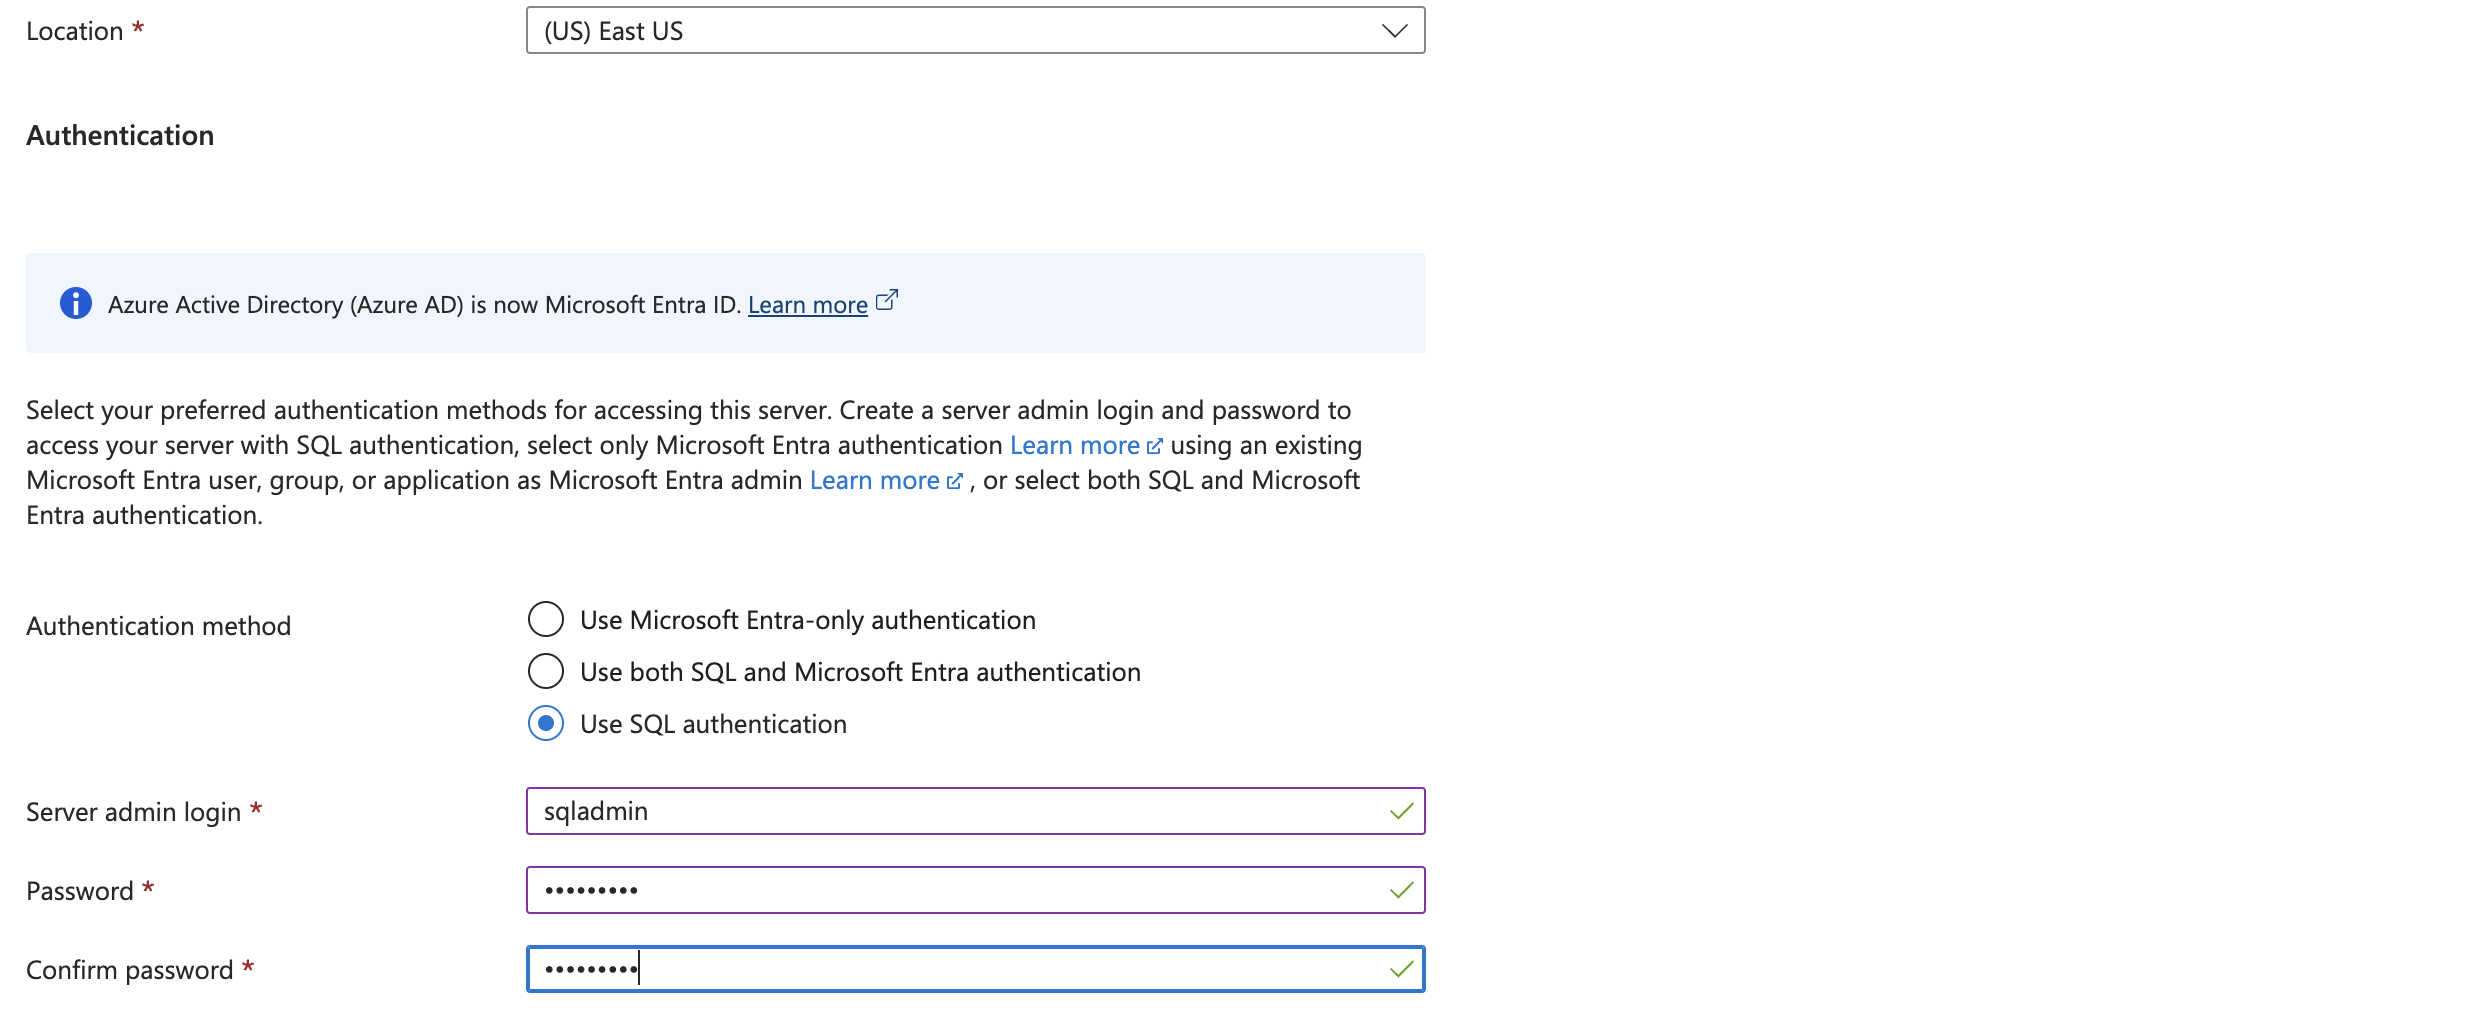 Location *
(US) East US
Authentication
Azure Active Directory (Azure AD) is now Microsoft Entra ID. Learn more
Select your preferred authentication methods for accessing this server. Create a server admin login and password to
access your server with SQL authentication, select only Microsoft Entra authentication Learn more using an existing
Microsoft Entra user, group, or application as Microsoft Entra admin Learn more , or select both SQL and Microsoft
Entra authentication.
Authentication method
Use Microsoft Entra-only authentication
Use both SQL and Microsoft Entra authentication
Use SQL authentication
Server admin login *
sqladmin
Password *
•••••••••
Confirm password *
•••••••••